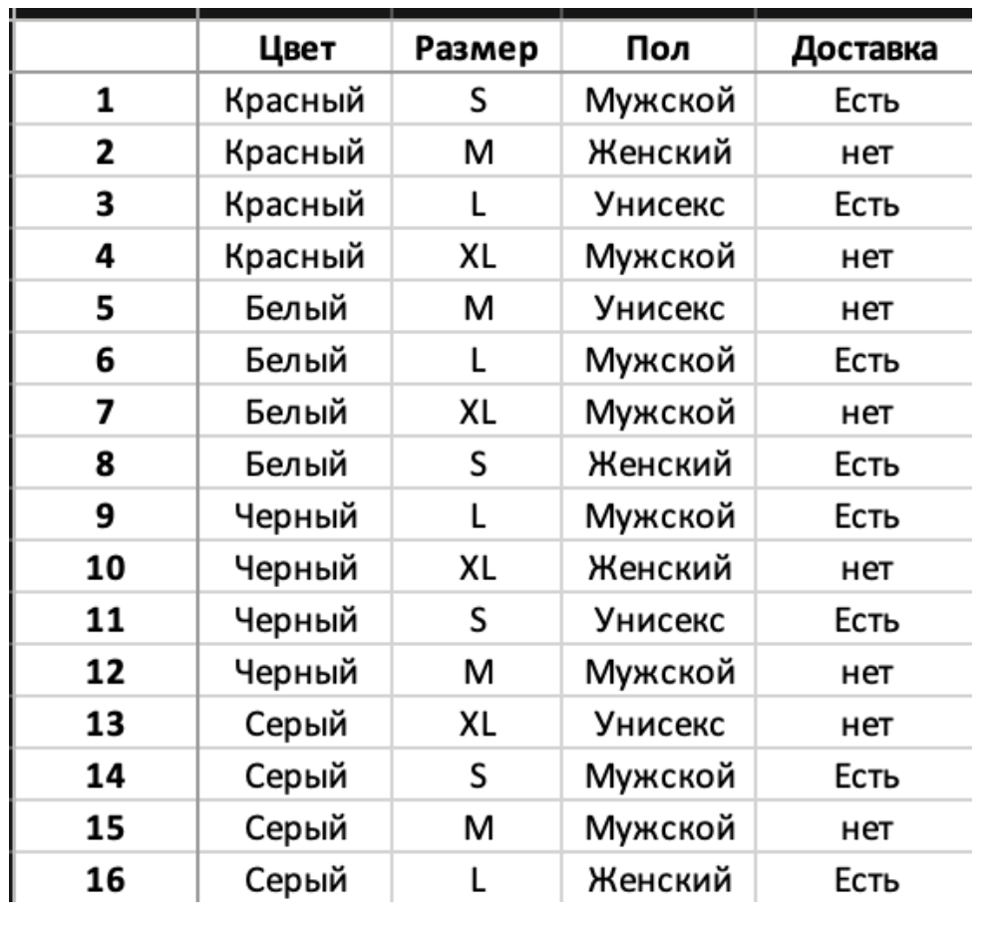 Цвет Размер Пол Доставка
1 Красный S Мужской Есть
2 Красный M Женский нет
3 Красный L Унисекс Есть
4 Красный XL Мужской нет
5 Белый M Унисекс нет
6 Белый L Мужской Есть
7 Белый XL Мужской нет
8 Белый S Женский Есть
9 Черный L Мужской Есть
10 Черный XL Женский нет
11 Черный S Унисекс Есть
12 Черный M Мужской нет
13 Серый XL Унисекс нет
14 Серый S Мужской Есть
15 Серый M Мужской нет
16 Серый L Женский Есть